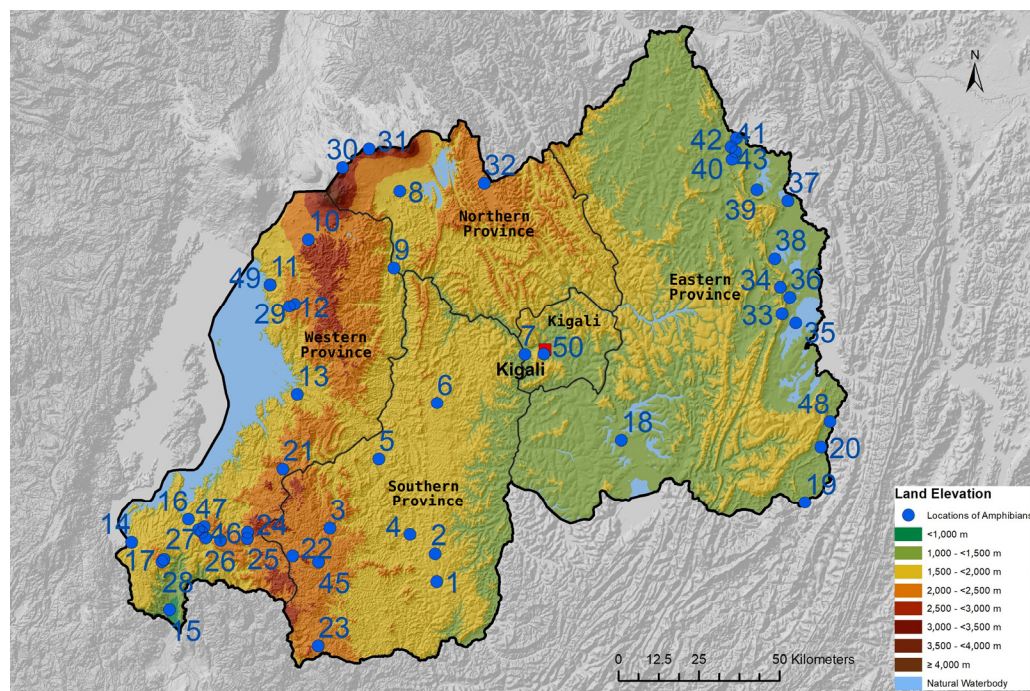 N
41
42
43
40
31
30
32
37
8
39
10
Northern
Province
9
38
11
49
34
36
Eastern
Province
12
29
33
Kigali
35
Western
Province
7
50
Kigali
13
6
48
18
5
20
21
Southern
Province
19
16
47
3
24
14
4
2
27
46
17
26
25
22
28
45
1
15
23
0 12.5 25 50 Kilometers
Land Elevation
Locations of Amphibians
<1,000 m
1,000 - <1,500 m
1,500 - <2,000 m
2,000 - <2,500 m
2,500 - <3,000 m
3,000 - <3,500 m
3,500 - <4,000 m
≥ 4,000 m
Natural Waterbody